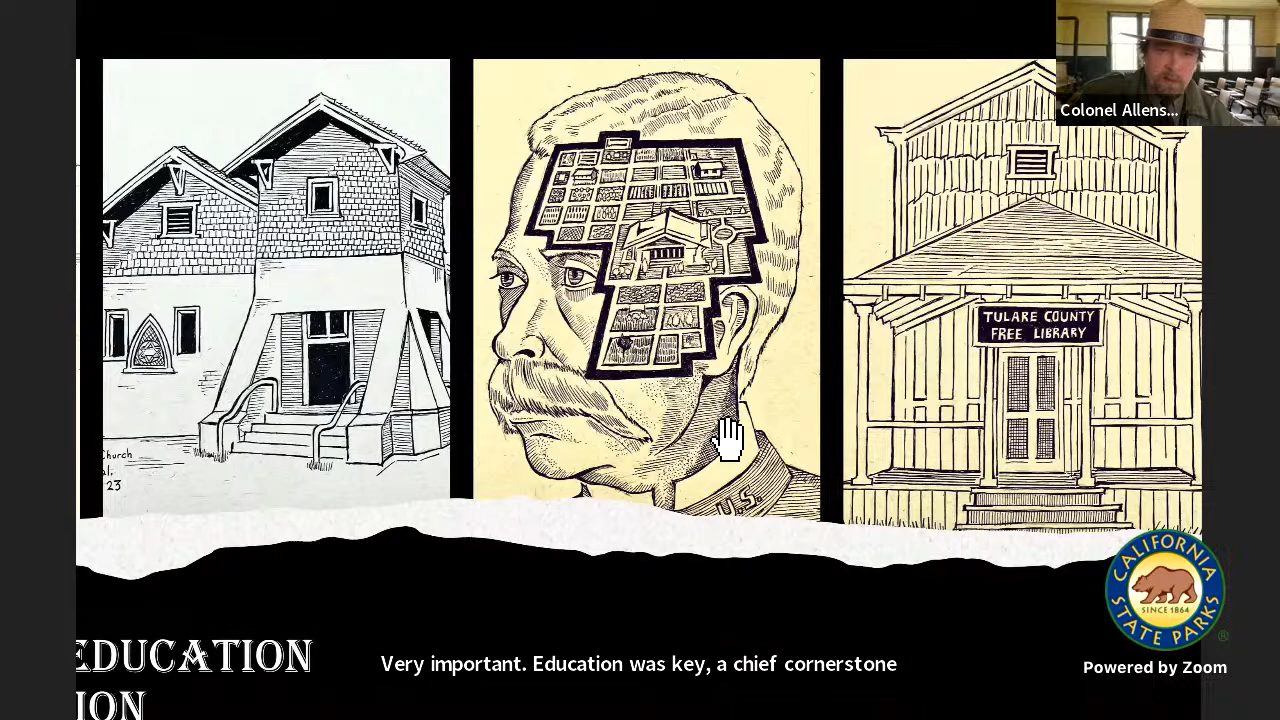 Colonel Allens...
TULARE COUNTY
FREE LIBRARY
Church
al.
23
U.S.
CALIFORNIA
STATE PARKS
SINCE 1864
®
Powered by Zoom
EDUCATION
ION
Very important. Education was key, a chief cornerstone